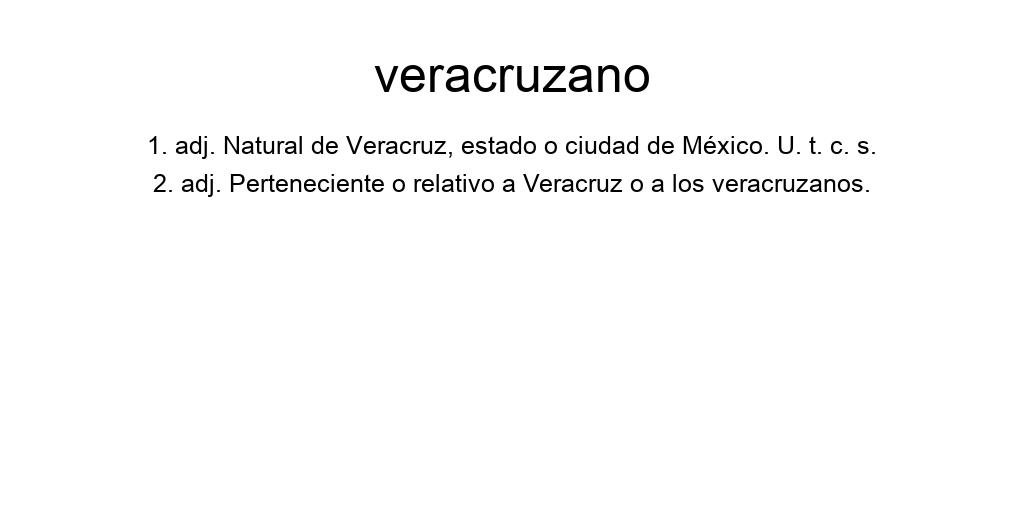 veracruzano
1. adj. Natural de Veracruz, estado o ciudad de México. U. t. c. s.
2. adj. Perteneciente o relativo a Veracruz o a los veracruzanos.